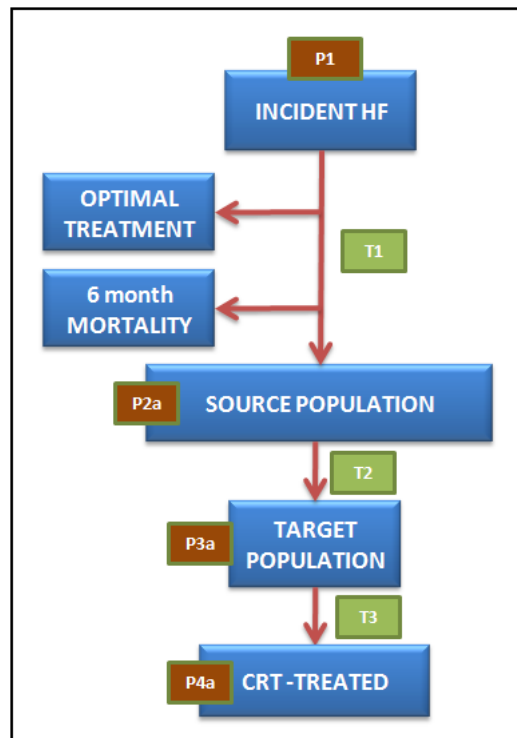 P1
INCIDENT HF
OPTIMAL
TREATMENT
T1
6 month
MORTALITY
P2a
SOURCE POPULATION
T2
P3a
TARGET
POPULATION
T3
P4a
CRT -TREATED